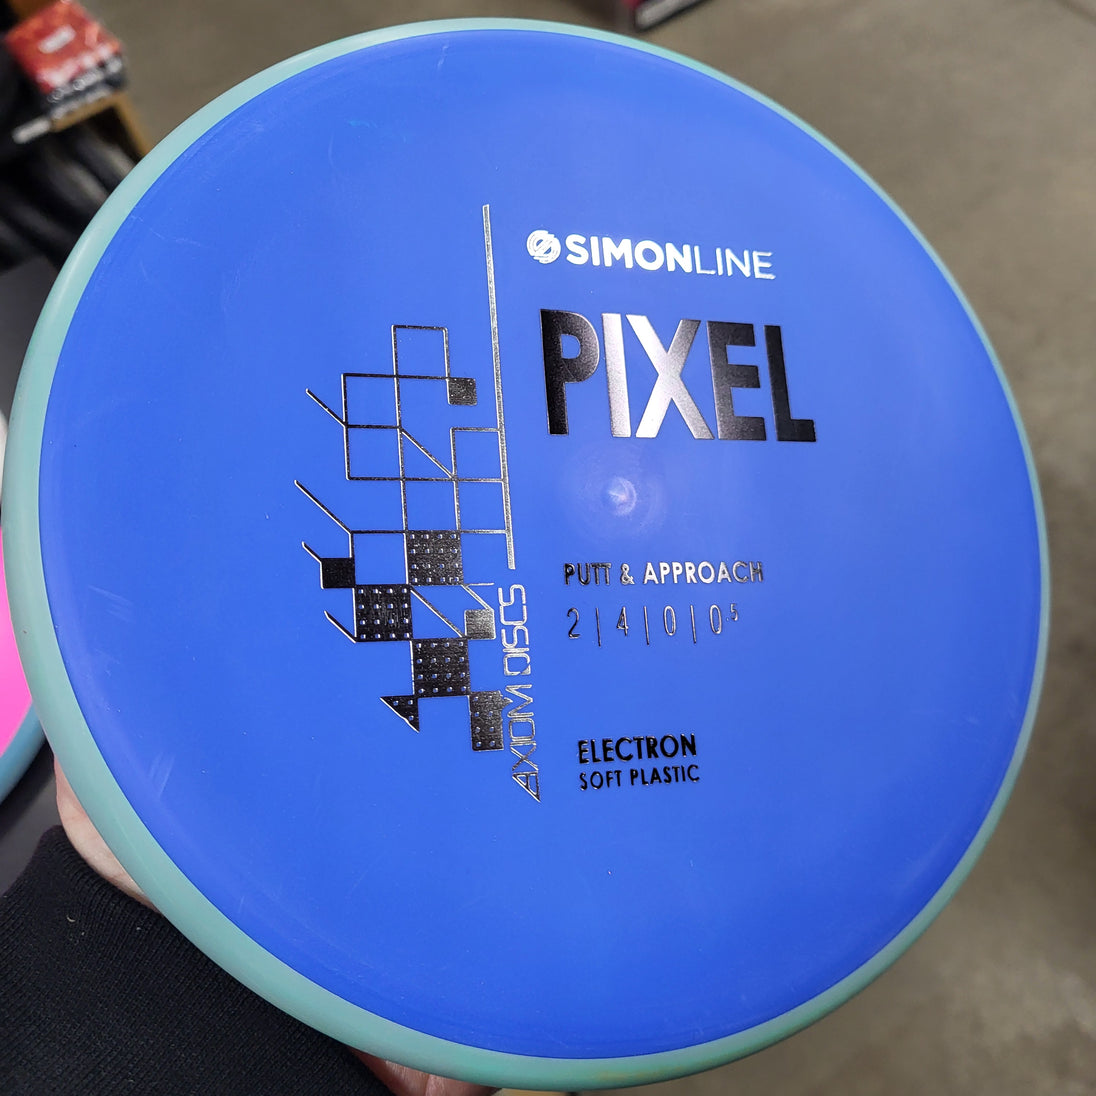 SIMONLINE
PIXEL
PUTT & APPROACH
2 | 4 | 0 | 0.5
AXIOM DISCS
ELECTRON
SOFT PLASTIC